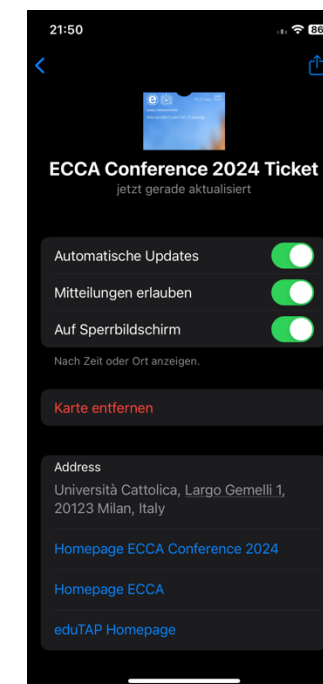 21:50
86
ECCA Conference 2024 Ticket
jetzt gerade aktualisiert
Automatische Updates
Mitteilungen erlauben
Auf Sperrbildschirm
Nach Zeit oder Ort anzeigen.
Karte entfernen
Address
Università Cattolica, Largo Gemelli 1,
20123 Milan, Italy
Homepage ECCA Conference 2024
Homepage ECCA
eduTAP Homepage